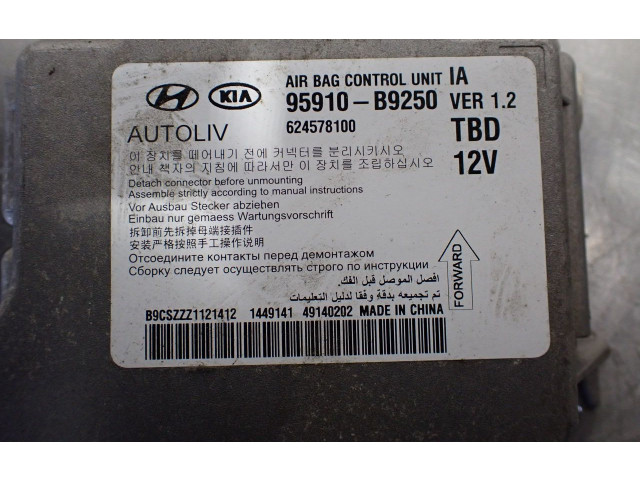 KIA AIR BAG CONTROL UNIT IA
95910-B9250 VER 1.2
AUTOLIV 624578100 TBD
12V
이 장치를 떼어내기 전에 커넥터를 분리시키시오
안내 책자의 지침에 따라서만 이 장치를 조립하십시오
Detach connector before unmounting
Assemble strictly according to manual instructions
Vor Ausbau Stecker abziehen
Einbau nur gemaess Wartungsvorschrift
拆卸前先拆掉母端接插件
安装严格按照手工操作说明
Отсоедините контакты перед демонтажом
Сборку следует осуществлять строго по инструкции
افصل الموصل قبل الفك.
تم تجميعه بدقة وفقا لدليل التعليمات
FORWARD
B9CSZZZ1121412 1449141 49140202 MADE IN CHINA